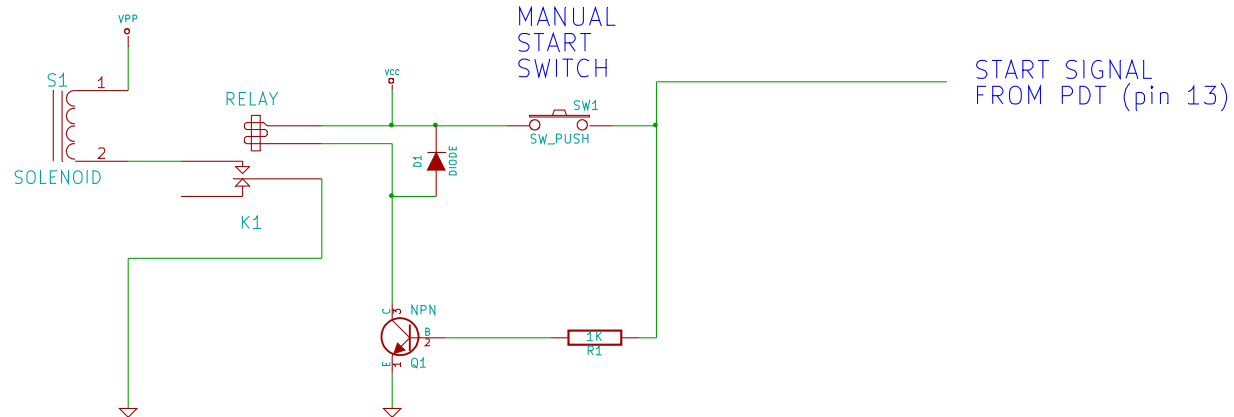 VPP
MANUAL
START
SWITCH
S1
1
VCC
START SIGNAL
FROM PDT (pin 13)
RELAY
SW1
SW_PUSH
2
SOLENOID
D1
DIODE
K1
C
3
NPN
B
2
1K
R1
E
1
Q1